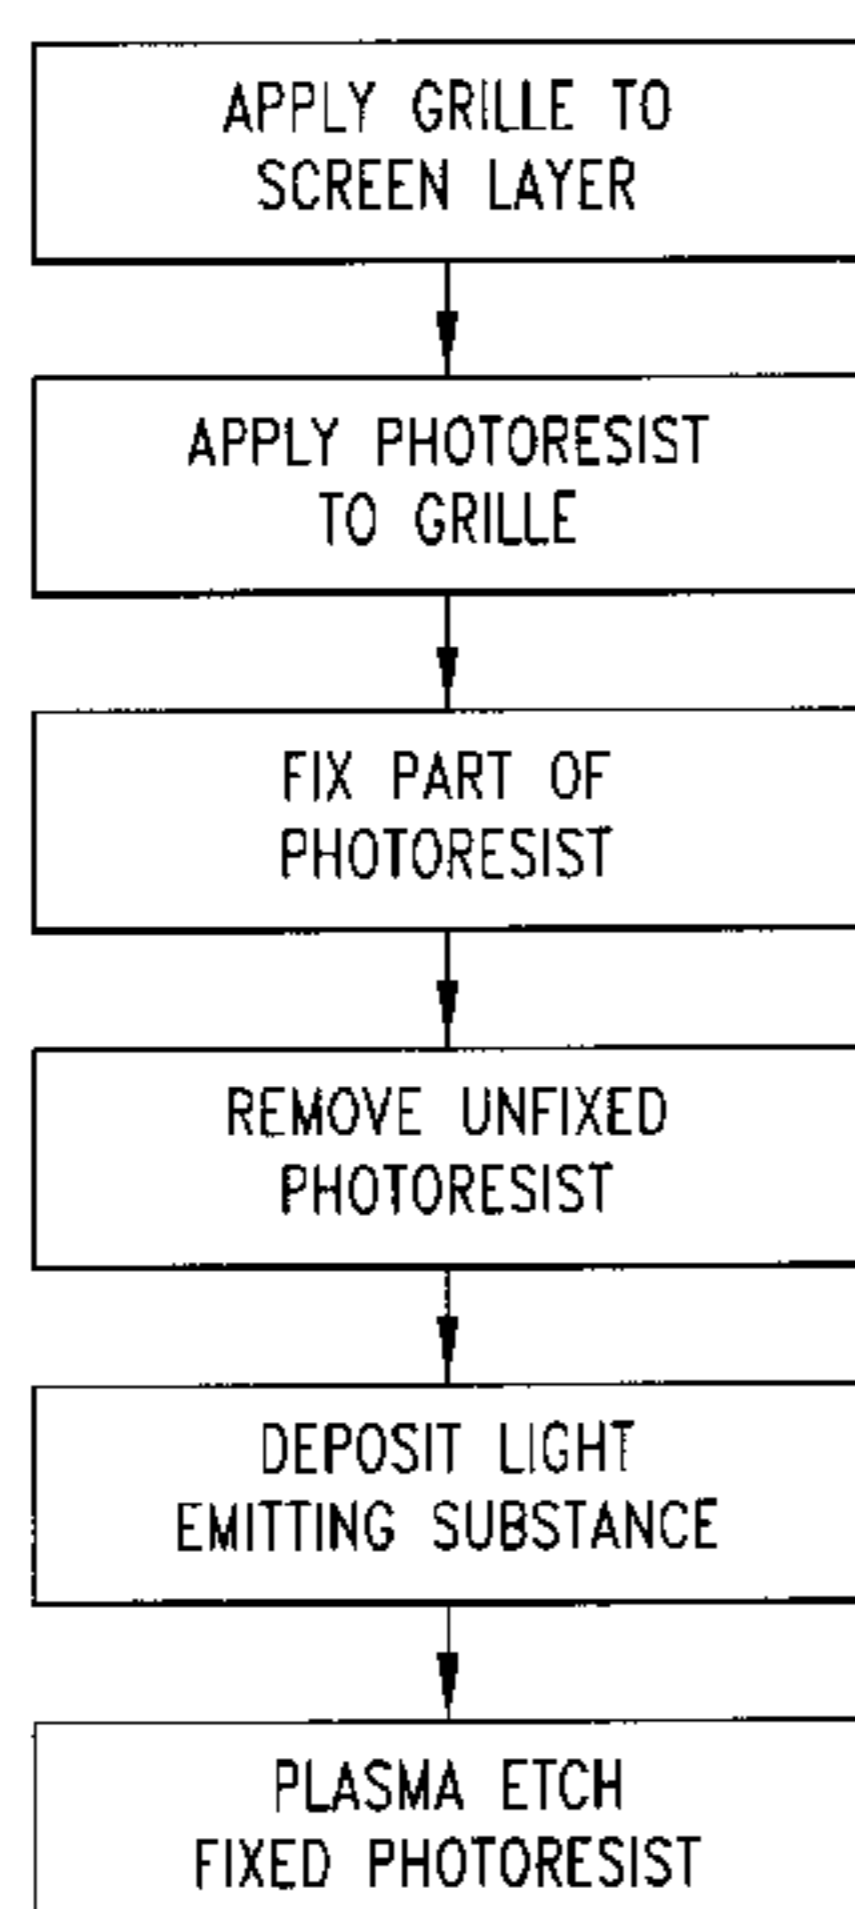 APPLY GRILLE TO
SCREEN LAYER
APPLY PHOTORESIST
TO GRILLE
FIX PART OF
PHOTORESIST
REMOVE UNFIXED
PHOTORESIST
DEPOSIT LIGHT
EMITTING SUBSTANCE
PLASMA ETCH
FIXED PHOTORESIST